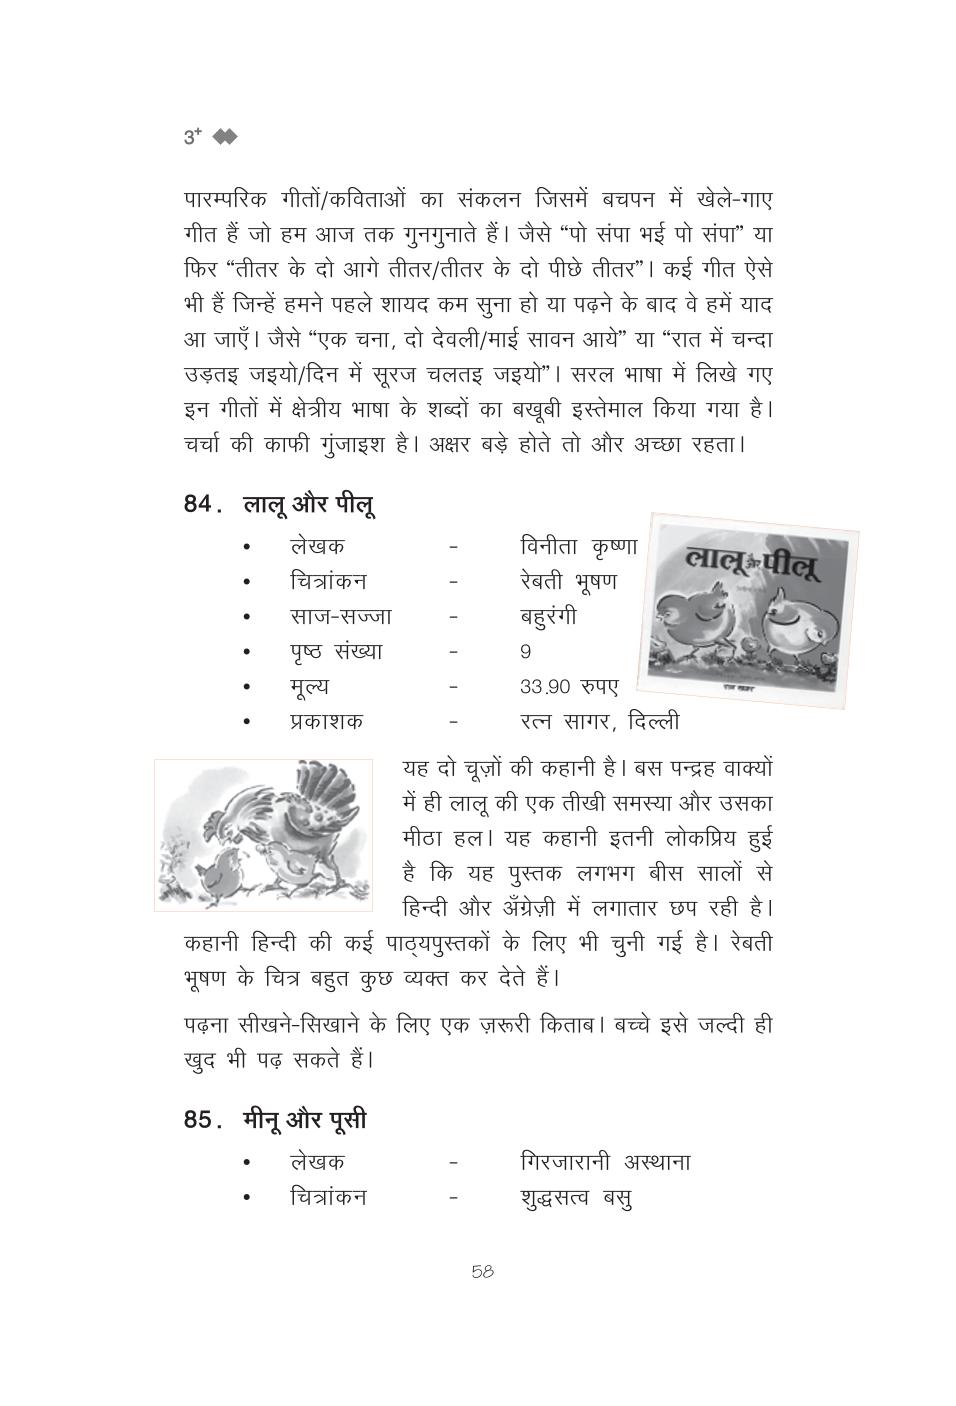 3+
पारम्परिक गीतों/कविताओं का संकलन जिसमें बचपन में खेले-गाए
गीत हैं जो हम आज तक गुनगुनाते हैं। जैसे “पो संपा भई पो संपा” या
फिर “तीतर के दो आगे तीतर/तीतर के दो पीछे तीतर”। कई गीत ऐसे
भी हैं जिन्हें हमने पहले शायद कम सुना हो या पढ़ने के बाद वे हमें याद
आ जाएँ। जैसे “एक चना, दो देवली/माई सावन आये” या “रात में चन्दा
उड़तइ जइयो/दिन में सूरज चलतइ जइयो”। सरल भाषा में लिखे गए
इन गीतों में क्षेत्रीय भाषा के शब्दों का बखूबी इस्तेमाल किया गया है।
चर्चा की काफी गुंजाइश है। अक्षर बड़े होते तो और अच्छा रहता।
84. लालू और पीलू
• लेखक - विनीता कृष्णा
• चित्रांकन - रेबती भूषण
• साज-सज्जा - बहुरंगी
• पृष्ठ संख्या - 9
• मूल्य - 33.90 रुपए
• प्रकाशक - रत्न सागर, दिल्ली
लालू और पीलू
यह दो चूज़ों की कहानी है। बस पन्द्रह वाक्यों
में ही लालू की एक तीखी समस्या और उसका
मीठा हल। यह कहानी इतनी लोकप्रिय हुई
है कि यह पुस्तक लगभग बीस सालों से
हिन्दी और अँग्रेज़ी में लगातार छप रही है।
कहानी हिन्दी की कई पाठ्यपुस्तकों के लिए भी चुनी गई है। रेबती
भूषण के चित्र बहुत कुछ व्यक्त कर देते हैं।
पढ़ना सीखने-सिखाने के लिए एक ज़रूरी किताब। बच्चे इसे जल्दी ही
खुद भी पढ़ सकते हैं।
85. मीनू और पूसी
• लेखक - गिरजारानी अस्थाना
• चित्रांकन - शुद्धसत्व बसु
58